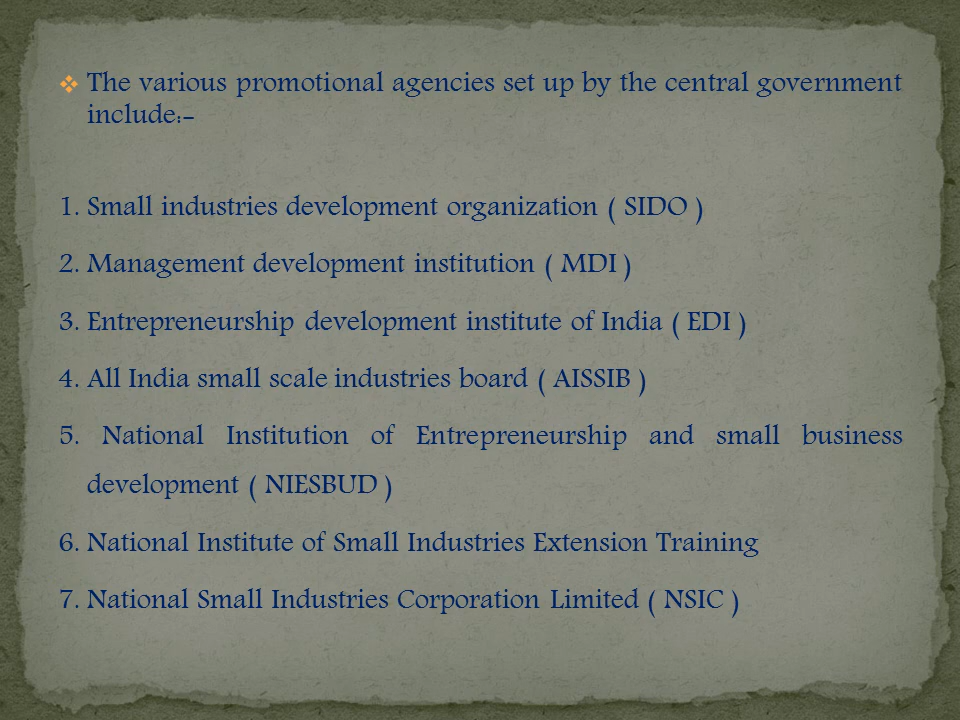 ❖ The various promotional agencies set up by the central government
include:-
1. Small industries development organization ( SIDO )
2. Management development institution ( MDI )
3. Entrepreneurship development institute of India ( EDI )
4. All India small scale industries board ( AISSIB )
5. National Institution of Entrepreneurship and small business
development ( NIESBUD )
6. National Institute of Small Industries Extension Training
7. National Small Industries Corporation Limited ( NSIC )